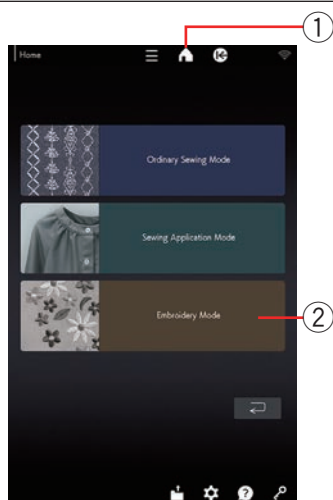 ①
Home
Ordinary Sewing Mode
Sewing Application Mode
Embroidery Mode
②